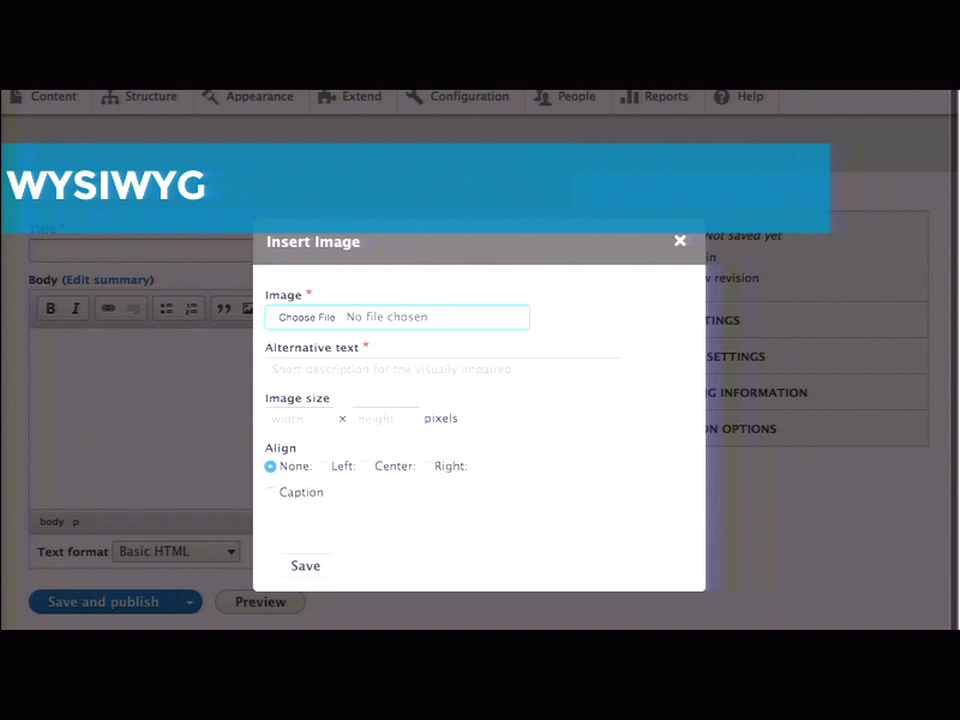 Content Structure Appearance Extend Configuration People Reports Help
WYSIWYG
Title *
Insert Image
Not saved yet
in
Body (Edit summary)
revision
Image *
Choose File No file chosen
TINGS
Alternative text *
SETTINGS
Short description for the visually impaired
G INFORMATION
Image size
width × height pixels
ON OPTIONS
Align
None: Left: Center: Right:
Caption
body p
Text format Basic HTML
Save
Save and publish Preview